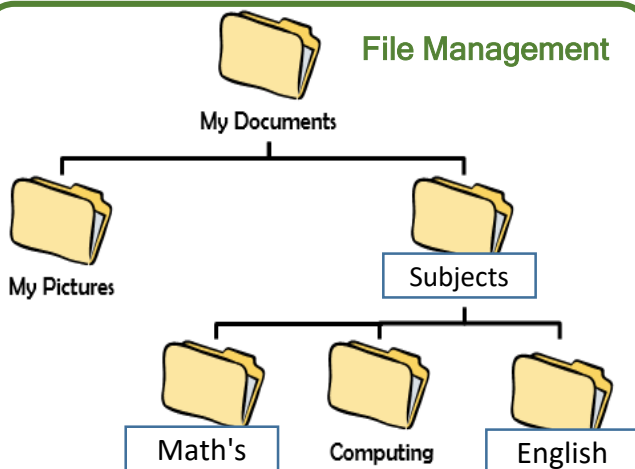 File Management
My Documents
My Pictures
Subjects
Math's
Computing
English